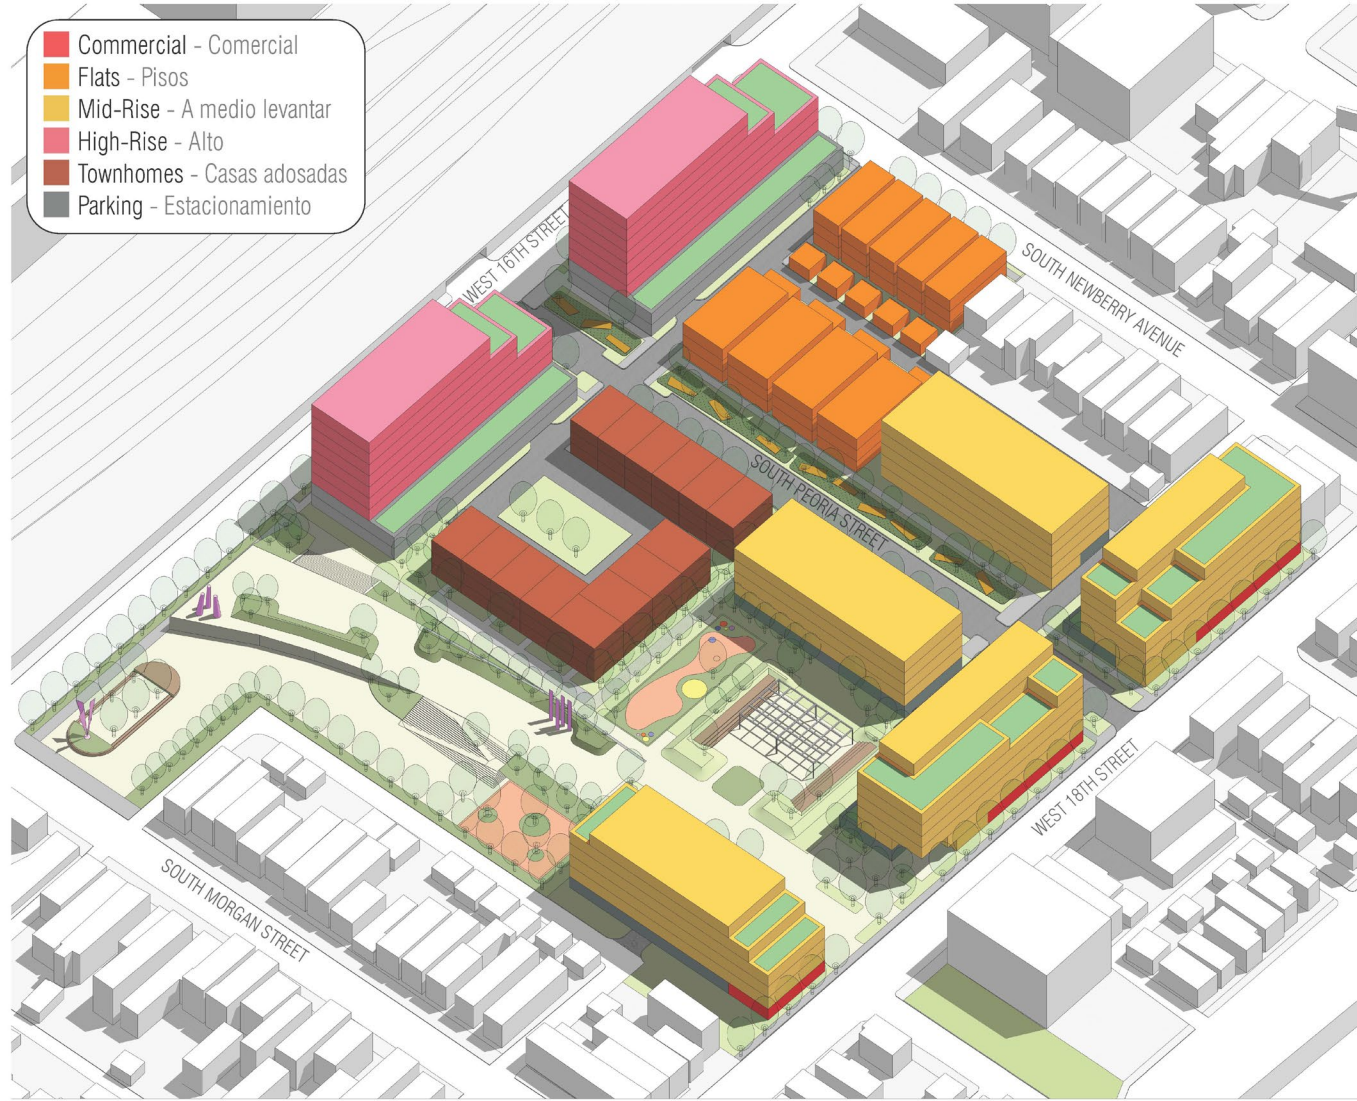 Commercial - Comercial
Flats - Pisos
Mid-Rise - A medio levantar
High-Rise - Alto
Townhomes - Casas adosadas
Parking - Estacionamiento
WEST 16TH STREET
SOUTH NEWBERRY AVENUE
SOUTH PEORIA STREET
WEST 18TH STREET
SOUTH MORGAN STREET